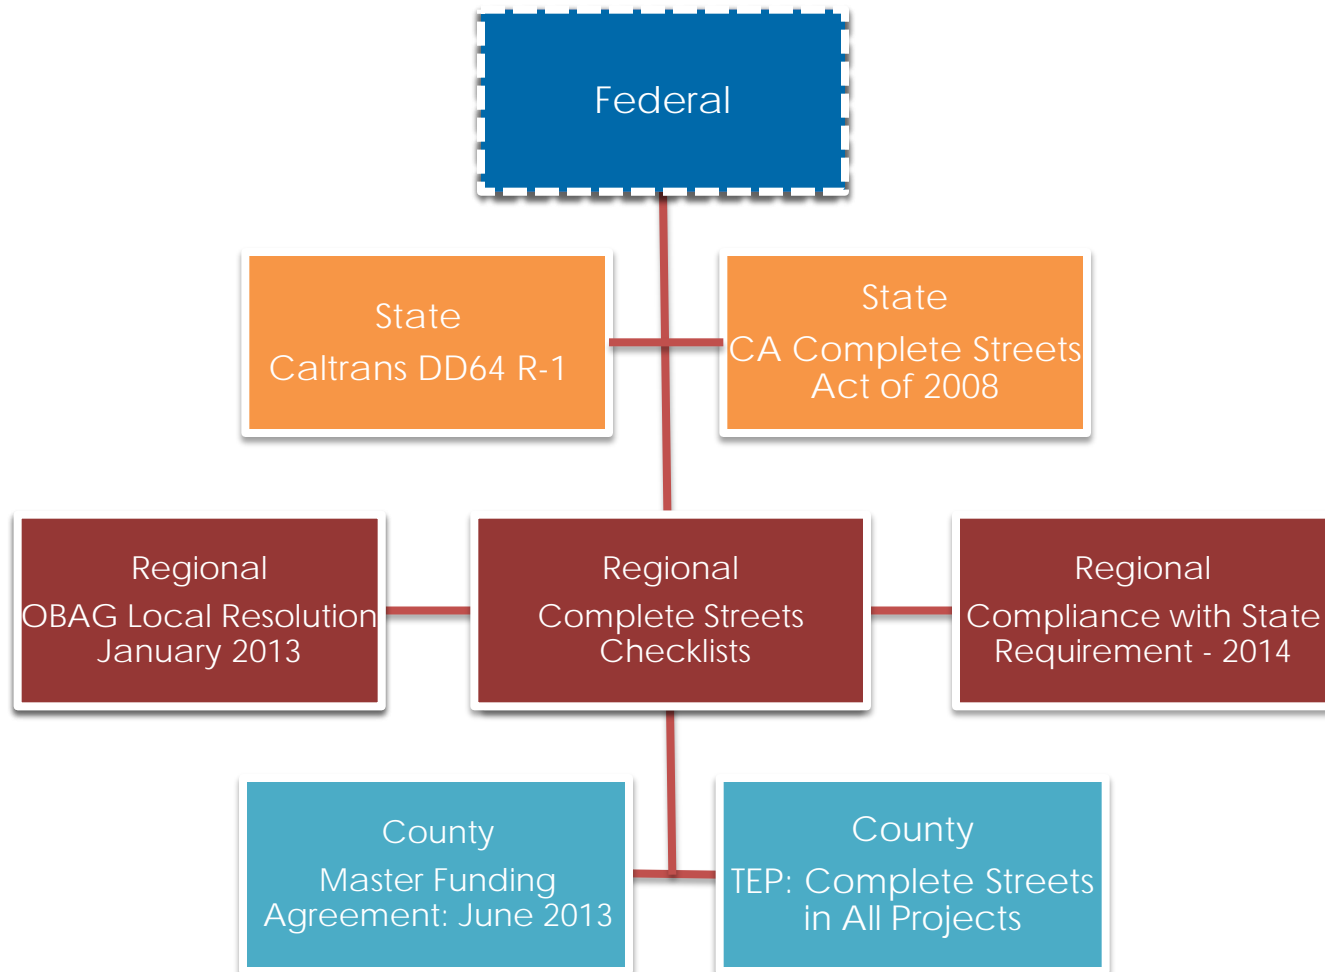 Federal
State
Caltrans DD64 R-1
State
CA Complete Streets
Act of 2008
Regional
OBAG Local Resolution
January 2013
Regional
Complete Streets
Checklists
Regional
Compliance with State
Requirement - 2014
County
Master Funding
Agreement: June 2013
County
TEP: Complete Streets
in All Projects